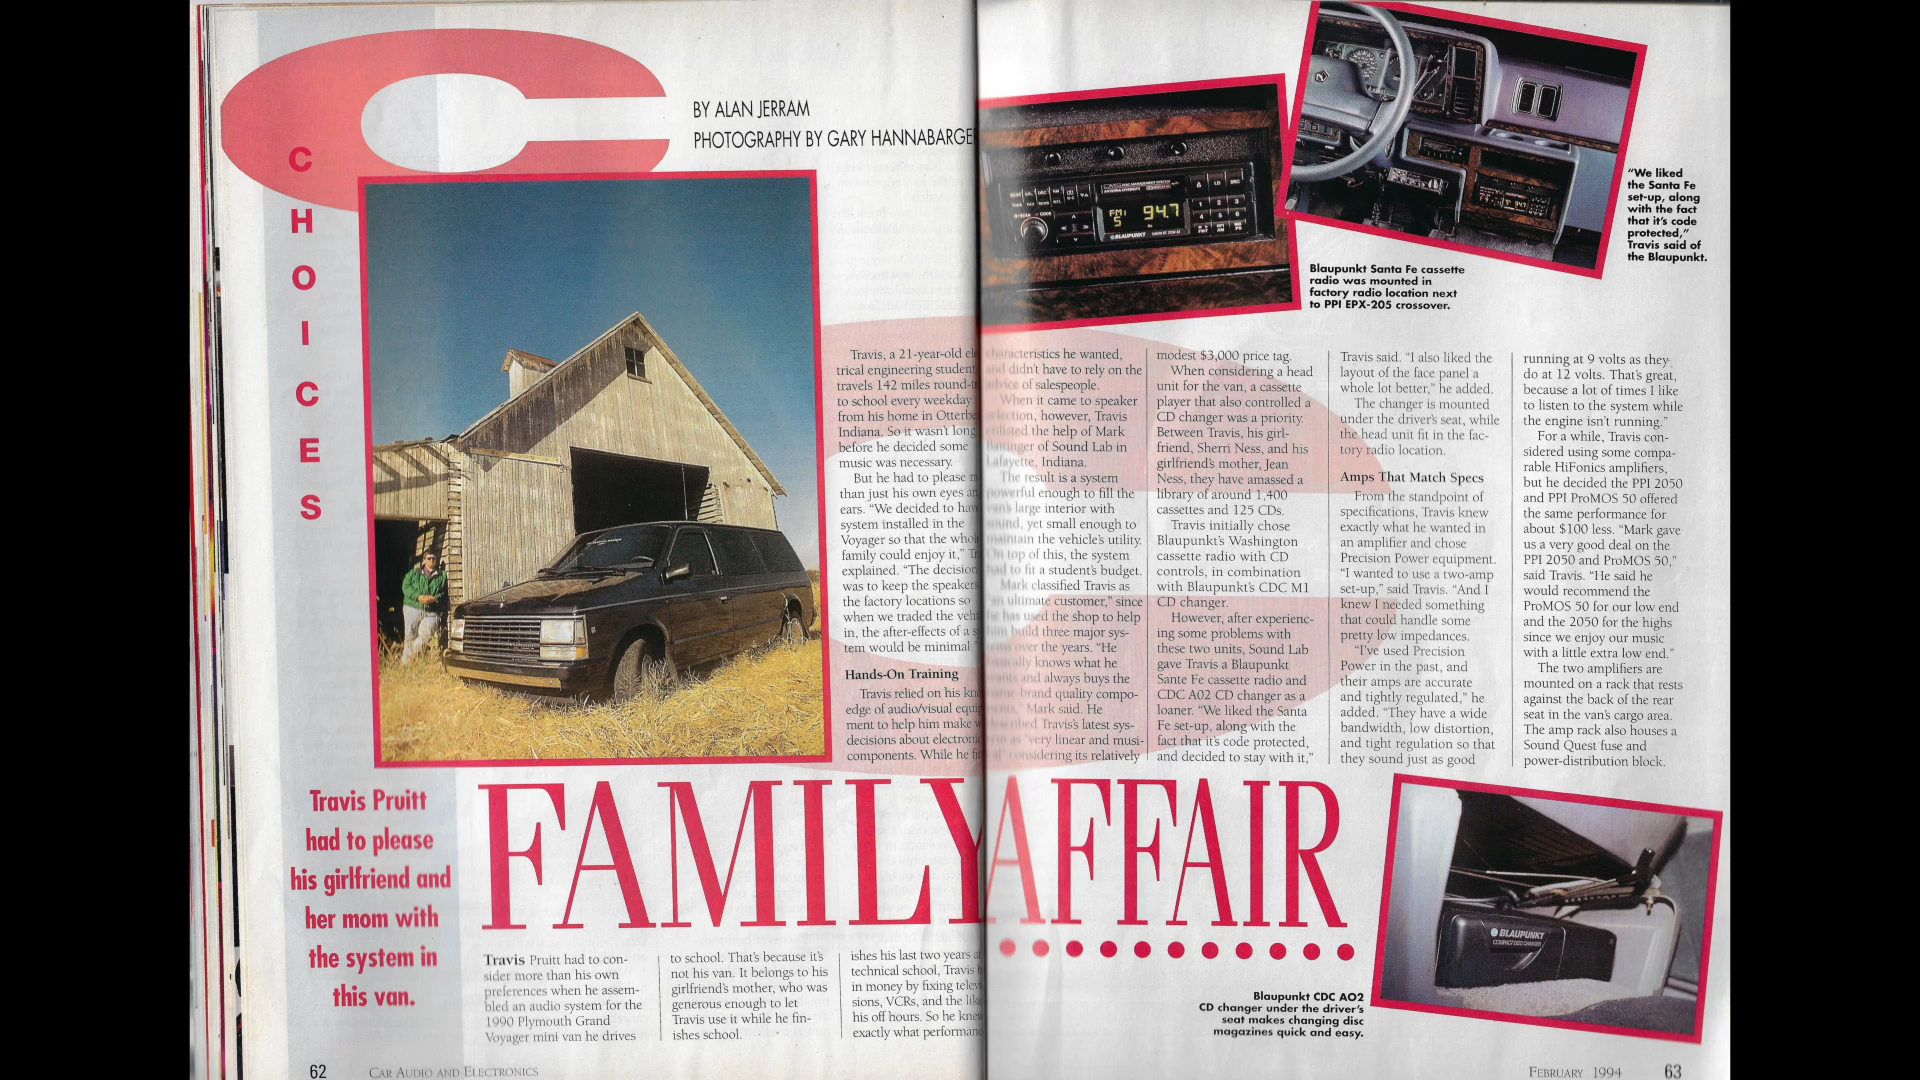 CHOICES
BY ALAN JERRAM
PHOTOGRAPHY BY GARY HANNABARGE
Travis Pruitt
had to please
his girlfriend and
her mom with
the system in
this van.
FAMILY AFFAIR
Travis Pruitt had to con-
sider more than his own
preferences when he assem-
bled an audio system for the
1990 Plymouth Grand
Voyager mini van he drives
to school. That's because it's
not his van. It belongs to his
girlfriend's mother, who was
generous enough to let
Travis use it while he fin-
ishes school.
ishes his last two years
technical school, Travis
in money by fixing telev
sions, VCRs, and the lik
his off hours. So he knew
exactly what performan
Travis, a 21-year-old ele
trical engineering student
travels 142 miles round-t
to school every weekday
from his home in Otterbe
Indiana. So it wasn't long
before he decided some
music was necessary.
But he had to please
than just his own eyes an
ears. "We decided to hav
system installed in the
Voyager so that the whol
family could enjoy it," Tr
explained. "The decision
was to keep the speakers
the factory locations so
when we traded the vehi
in, the after-effects of a s
tem would be minimal."
Hands-On Training
Travis relied on his kno
edge of audio/visual equi
ment to help him make
decisions about electroni
components. While he fin
characteristics he wanted,
and didn't have to rely on the
advice of salespeople.
When it came to speaker
selection, however, Travis
enlisted the help of Mark
of Sound Lab in
Lafayette, Indiana.
The result is a system
powerful enough to fill the
van's large interior with
sound, yet small enough to
maintain the vehicle's utility.
On top of this, the system
had to fit a student's budget.
Mark classified Travis as
"an ultimate customer," since
he has used the shop to help
him build three major sys-
tems over the years. "He
basically knows what he
wants and always buys the
same brand quality compo-
nents," Mark said. He
described Travis's latest sys-
tem as "very linear and musi-
cal" considering its relatively
modest $3,000 price tag.
When considering a head
unit for the van, a cassette
player that also controlled a
CD changer was a priority.
Between Travis, his girl-
friend, Sherri Ness, and his
girlfriend's mother, Jean
Ness, they have amassed a
library of around 1,400
cassettes and 125 CDs.
Travis initially chose
Blaupunkt's Washington
cassette radio with CD
controls, in combination
with Blaupunkt's CDC M1
CD changer.
However, after experienc-
ing some problems with
these two units, Sound Lab
gave Travis a Blaupunkt
Sante Fe cassette radio and
CDC A02 CD changer as a
loaner. "We liked the Santa
Fe set-up, along with the
fact that it's code protected,
and decided to stay with it,"
Travis said. "I also liked the
layout of the face panel a
whole lot better," he added.
The changer is mounted
under the driver's seat, while
the head unit fit in the fac-
tory radio location.
Amps That Match Specs
From the standpoint of
specifications, Travis knew
exactly what he wanted in
an amplifier and chose
Precision Power equipment.
"I wanted to use a two-amp
set-up," said Travis. "And I
knew I needed something
that could handle some
pretty low impedances.
"I've used Precision
Power in the past, and
their amps are accurate
and tightly regulated," he
added. "They have a wide
bandwidth, low distortion,
and tight regulation so that
they sound just as good
running at 9 volts as they
do at 12 volts. That's great,
because a lot of times I like
to listen to the system while
the engine isn't running."
For a while, Travis con-
sidered using some compa-
rable HiFonics amplifiers,
but he decided the PPI 2050
and PPI ProMOS 50 offered
the same performance for
about $100 less. "Mark gave
us a very good deal on the
PPI 2050 and ProMOS 50,"
said Travis. "He said he
would recommend the
ProMOS 50 for our low end
and the 2050 for the highs
since we enjoy our music
with a little extra low end."
The two amplifiers are
mounted on a rack that rests
against the back of the rear
seat in the van's cargo area.
The amp rack also houses a
Sound Quest fuse and
power-distribution block.
FM1
5
94.7
BLAUPUNKT
Blaupunkt Santa Fe cassette
radio was mounted in
factory radio location next
to PPI EPX-205 crossover.
"We liked
the Santa Fe
set-up, along
with the fact
that it's code
protected,"
Travis said of
the Blaupunkt.
BLAUPUNKT
COMPACT DISC CHANGER
Blaupunkt CDC AO2
CD changer under the driver's
seat makes changing disc
magazines quick and easy.
62 CAR AUDIO AND ELECTRONICS
FEBRUARY 1994 63